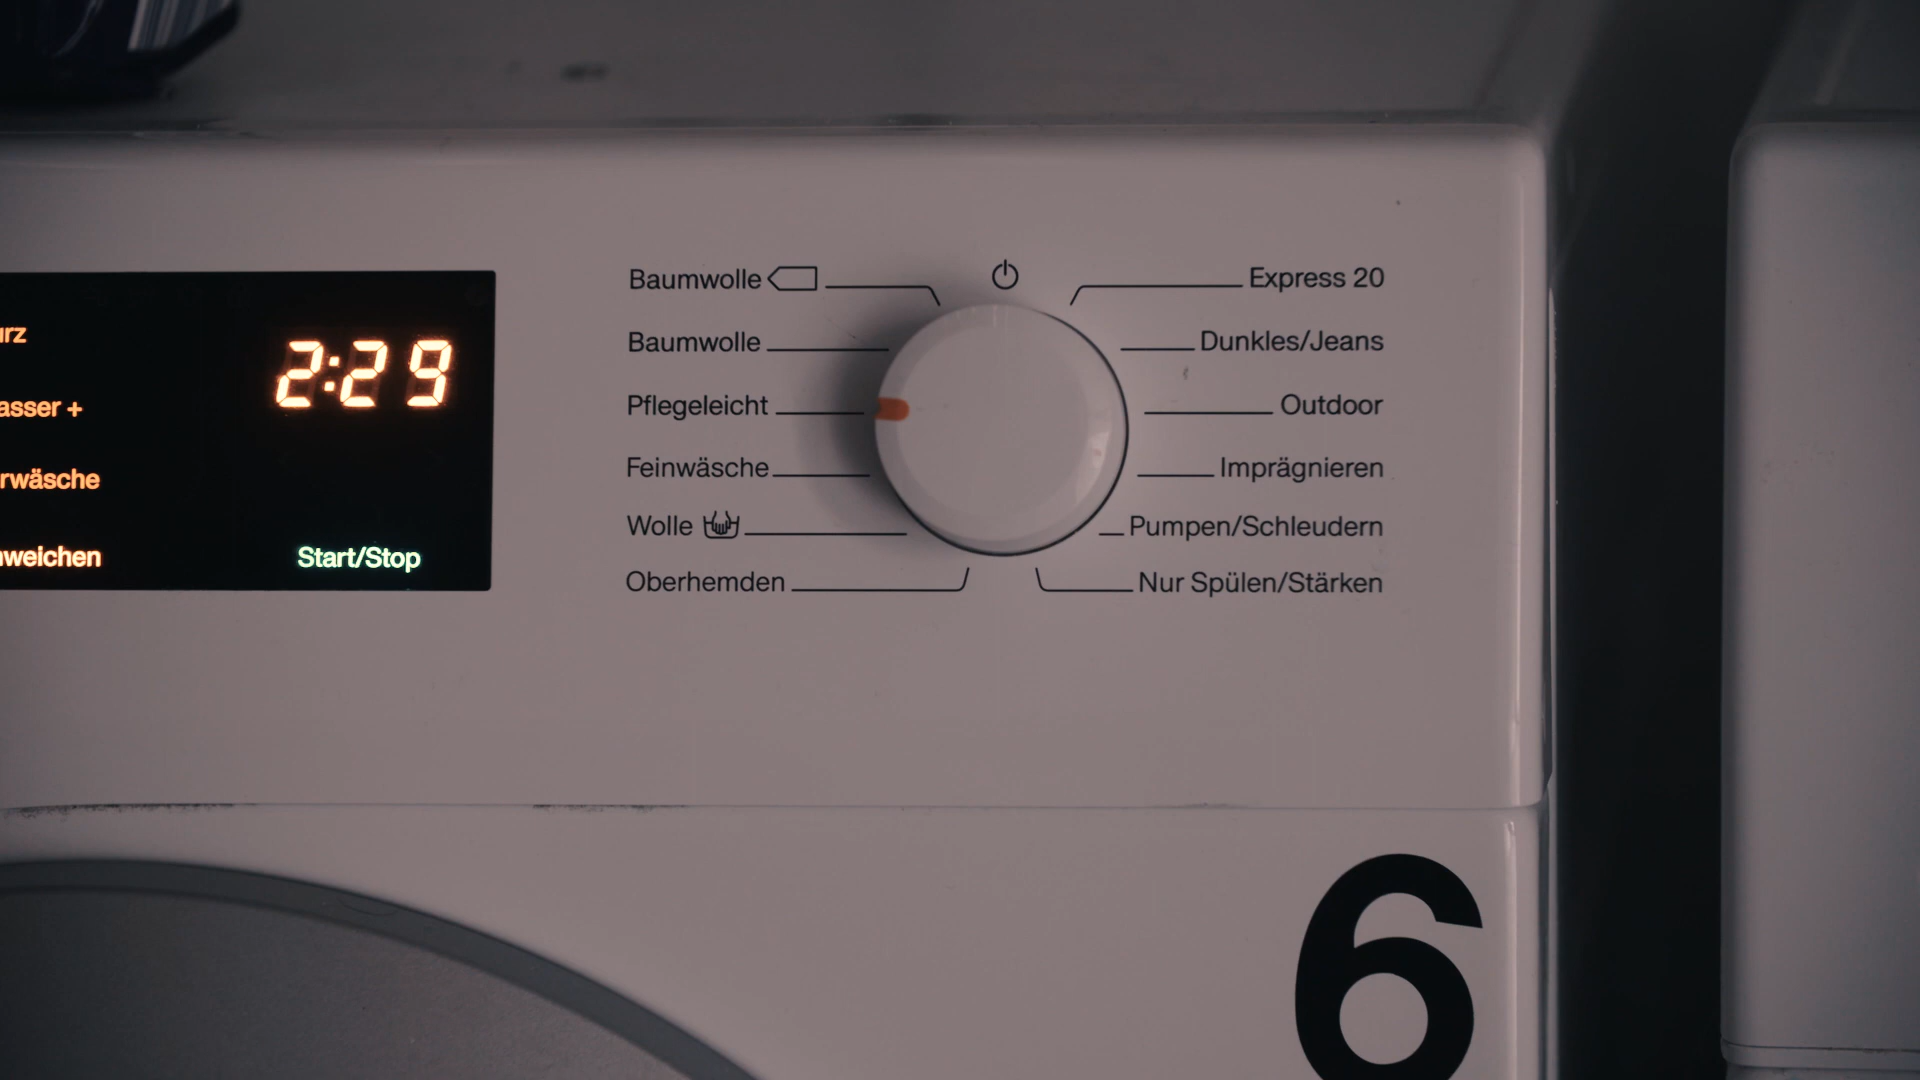 2:29
Start/Stop
Baumwolle
Baumwolle
Pflegeleicht
Feinwäsche
Wolle
Oberhemden
Express 20
Dunkles/Jeans
Outdoor
Imprägnieren
Pumpen/Schleudern
Nur Spülen/Stärken
6